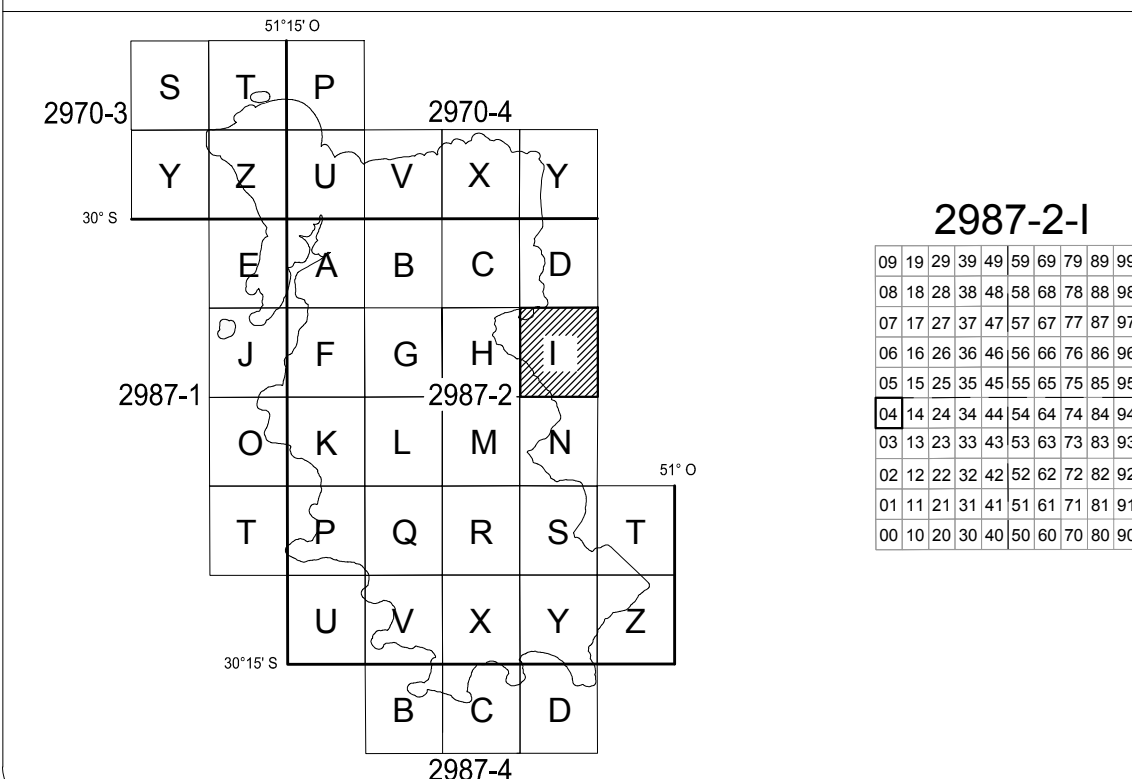 51°15' O
S T P
2970-3 2970-4
Y Z U V X Y
30° S
E A B C D
J F G H I
2987-1 2987-2
O K L M N
51° O
T P Q R S T
U V X Y Z
30°15' S
B C D
2987-4
2987-2-I
09 19 29 39 49 59 69 79 89 99
08 18 28 38 48 58 68 78 88 98
07 17 27 37 47 57 67 77 87 97
06 16 26 36 46 56 66 76 86 96
05 15 25 35 45 55 65 75 85 95
04 14 24 34 44 54 64 74 84 94
03 13 23 33 43 53 63 73 83 93
02 12 22 32 42 52 62 72 82 92
01 11 21 31 41 51 61 71 81 91
00 10 20 30 40 50 60 70 80 90